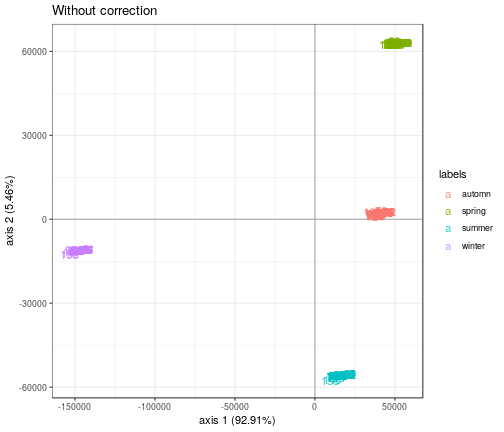 Without correction
60000
30000
0
-30000
-60000
axis 2 (5.46%)
-150000
-100000
-50000
0
50000
axis 1 (92.91%)
labels
a automn
a spring
a summer
a winter